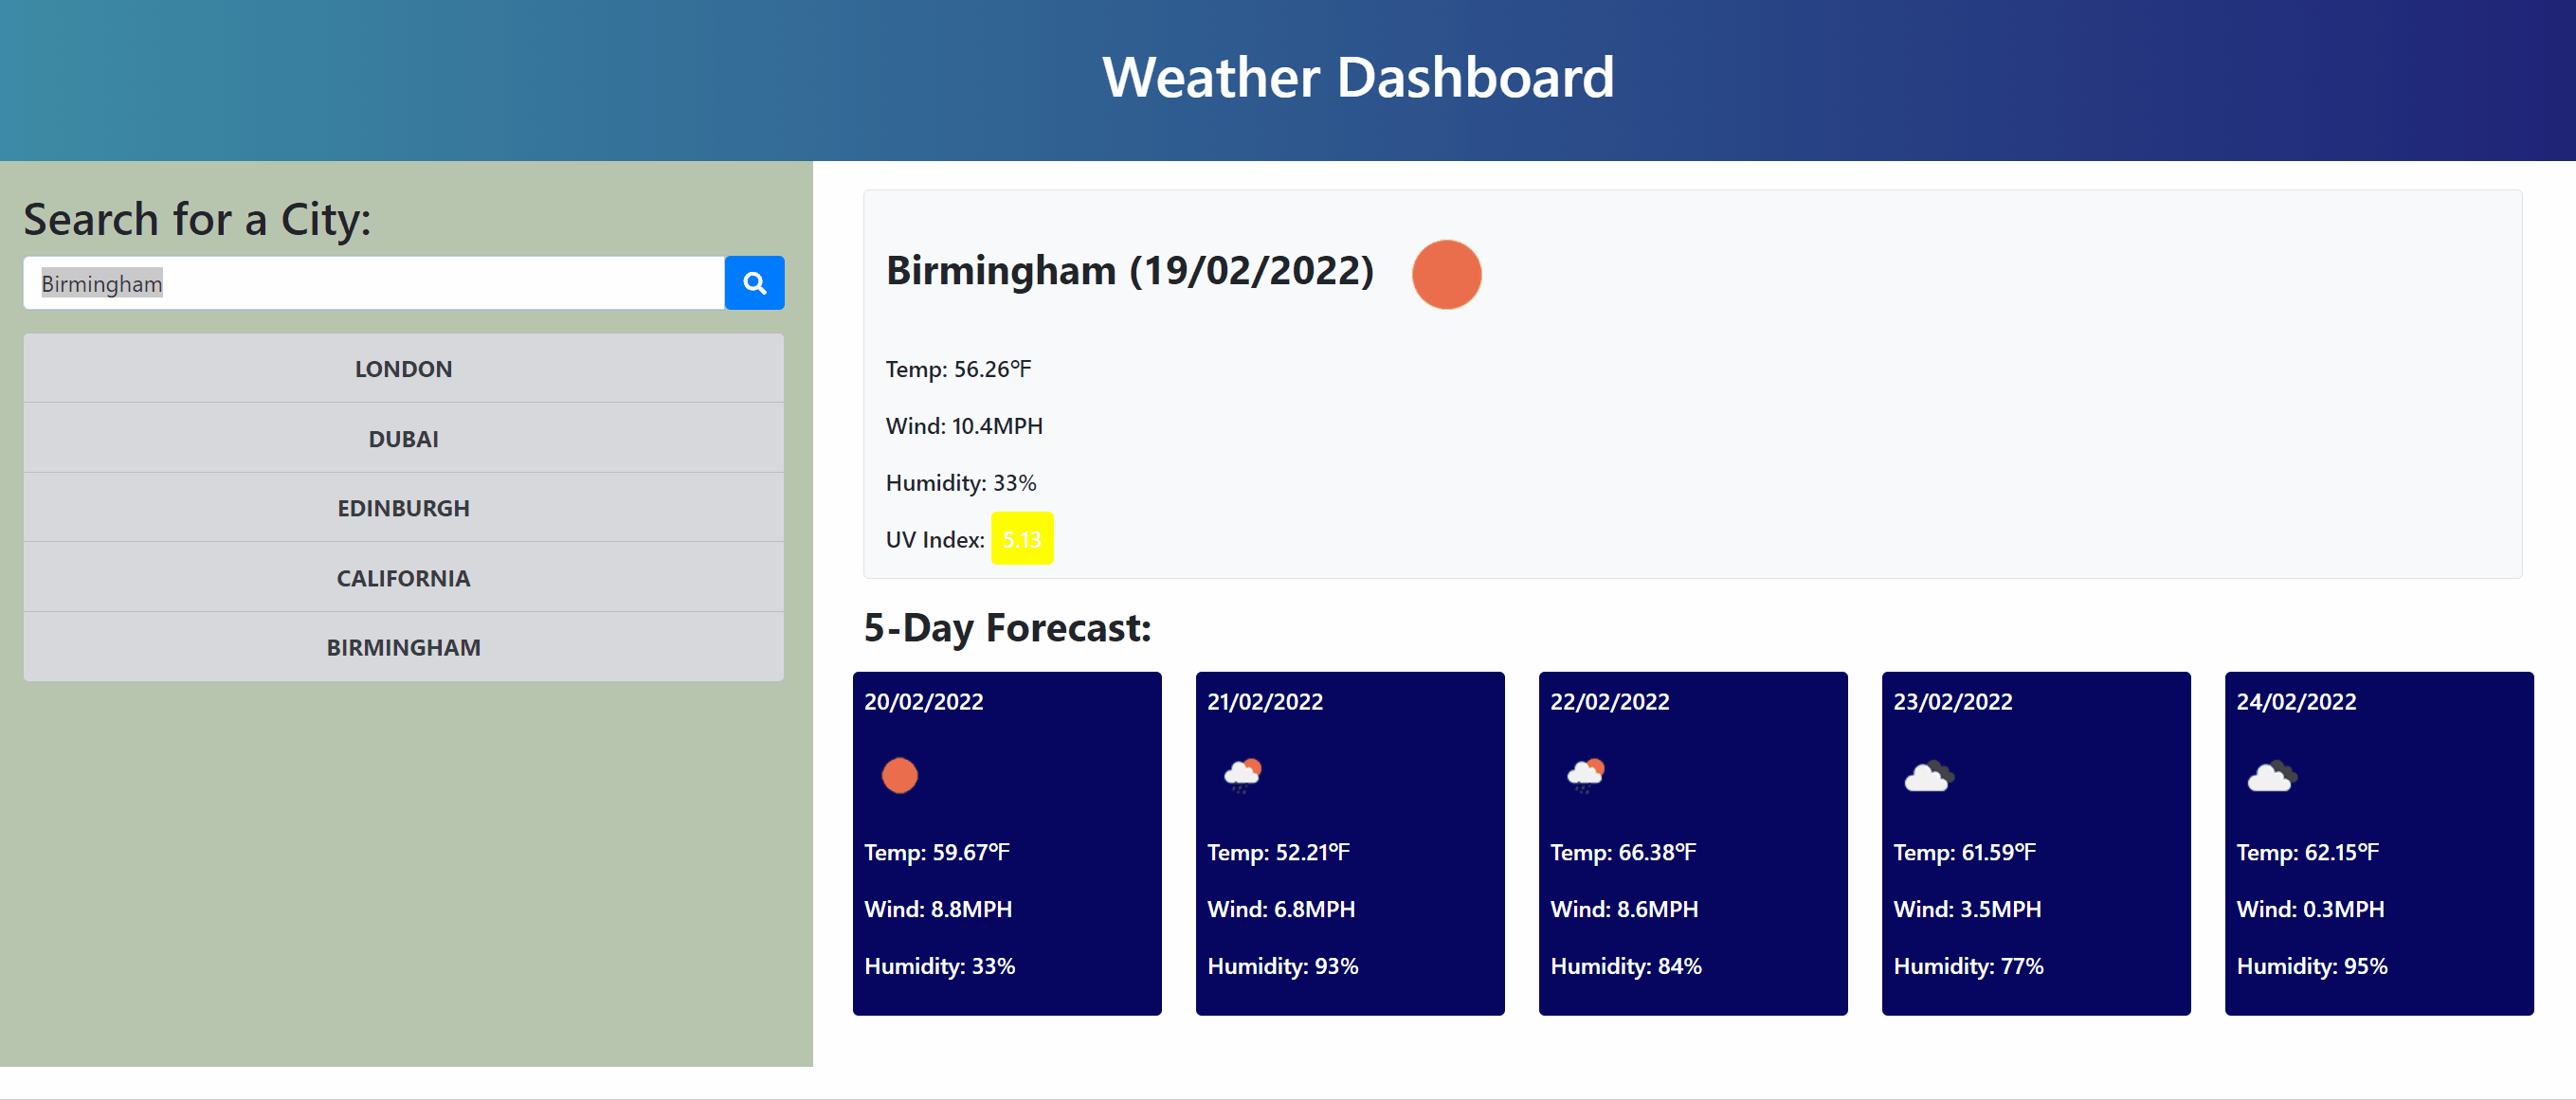 Weather Dashboard
Search for a City:
Birmingham
LONDON
DUBAI
EDINBURGH
CALIFORNIA
BIRMINGHAM
Birmingham (19/02/2022)
Temp: 56.26°F
Wind: 10.4MPH
Humidity: 33%
UV Index: 5.13
5-Day Forecast:
20/02/2022
Temp: 59.67°F
Wind: 8.8MPH
Humidity: 33%
21/02/2022
Temp: 52.21°F
Wind: 6.8MPH
Humidity: 93%
22/02/2022
Temp: 66.38°F
Wind: 8.6MPH
Humidity: 84%
23/02/2022
Temp: 61.59°F
Wind: 3.5MPH
Humidity: 77%
24/02/2022
Temp: 62.15°F
Wind: 0.3MPH
Humidity: 95%